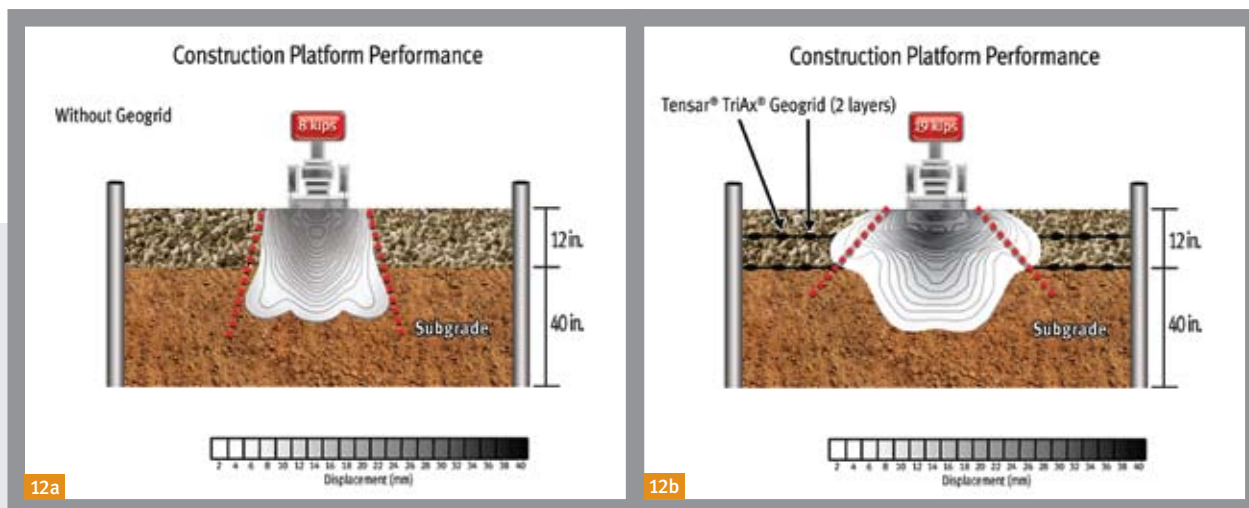 Construction Platform Performance
Without Geogrid
8 kips
12 in.
40 in.
Subgrade
2 4 6 8 10 12 14 16 18 20 22 24 26 28 30 32 34 36 38 40
Displacement (mm)
12a
Construction Platform Performance
Tensar® TriAx® Geogrid (2 layers)
19 kips
12 in.
40 in.
Subgrade
2 4 6 8 10 12 14 16 18 20 22 24 26 28 30 32 34 36 38 40
Displacement (mm)
12b